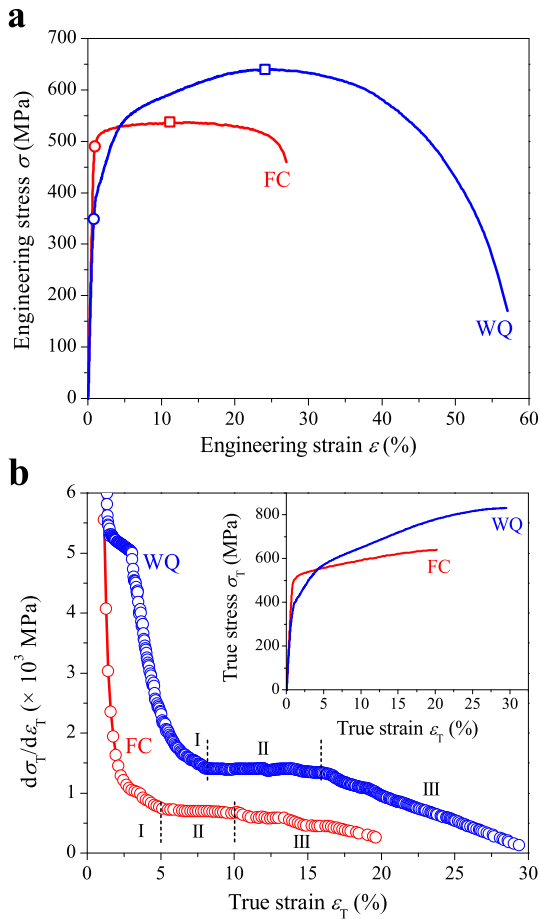 a
700
600
500
400
300
200
100
0
Engineering stress σ (MPa)
FC
WQ
0 10 20 30 40 50 60
Engineering strain ε (%)
b
6
5
4
3
2
1
0
dσT/dεT (× 10³ MPa)
WQ
FC
I
II
III
I
II
III
0 5 10 15 20 25 30
True strain εT (%)
800
600
400
200
0
True stress σT (MPa)
WQ
FC
0 5 10 15 20 25 30
True strain εT (%)